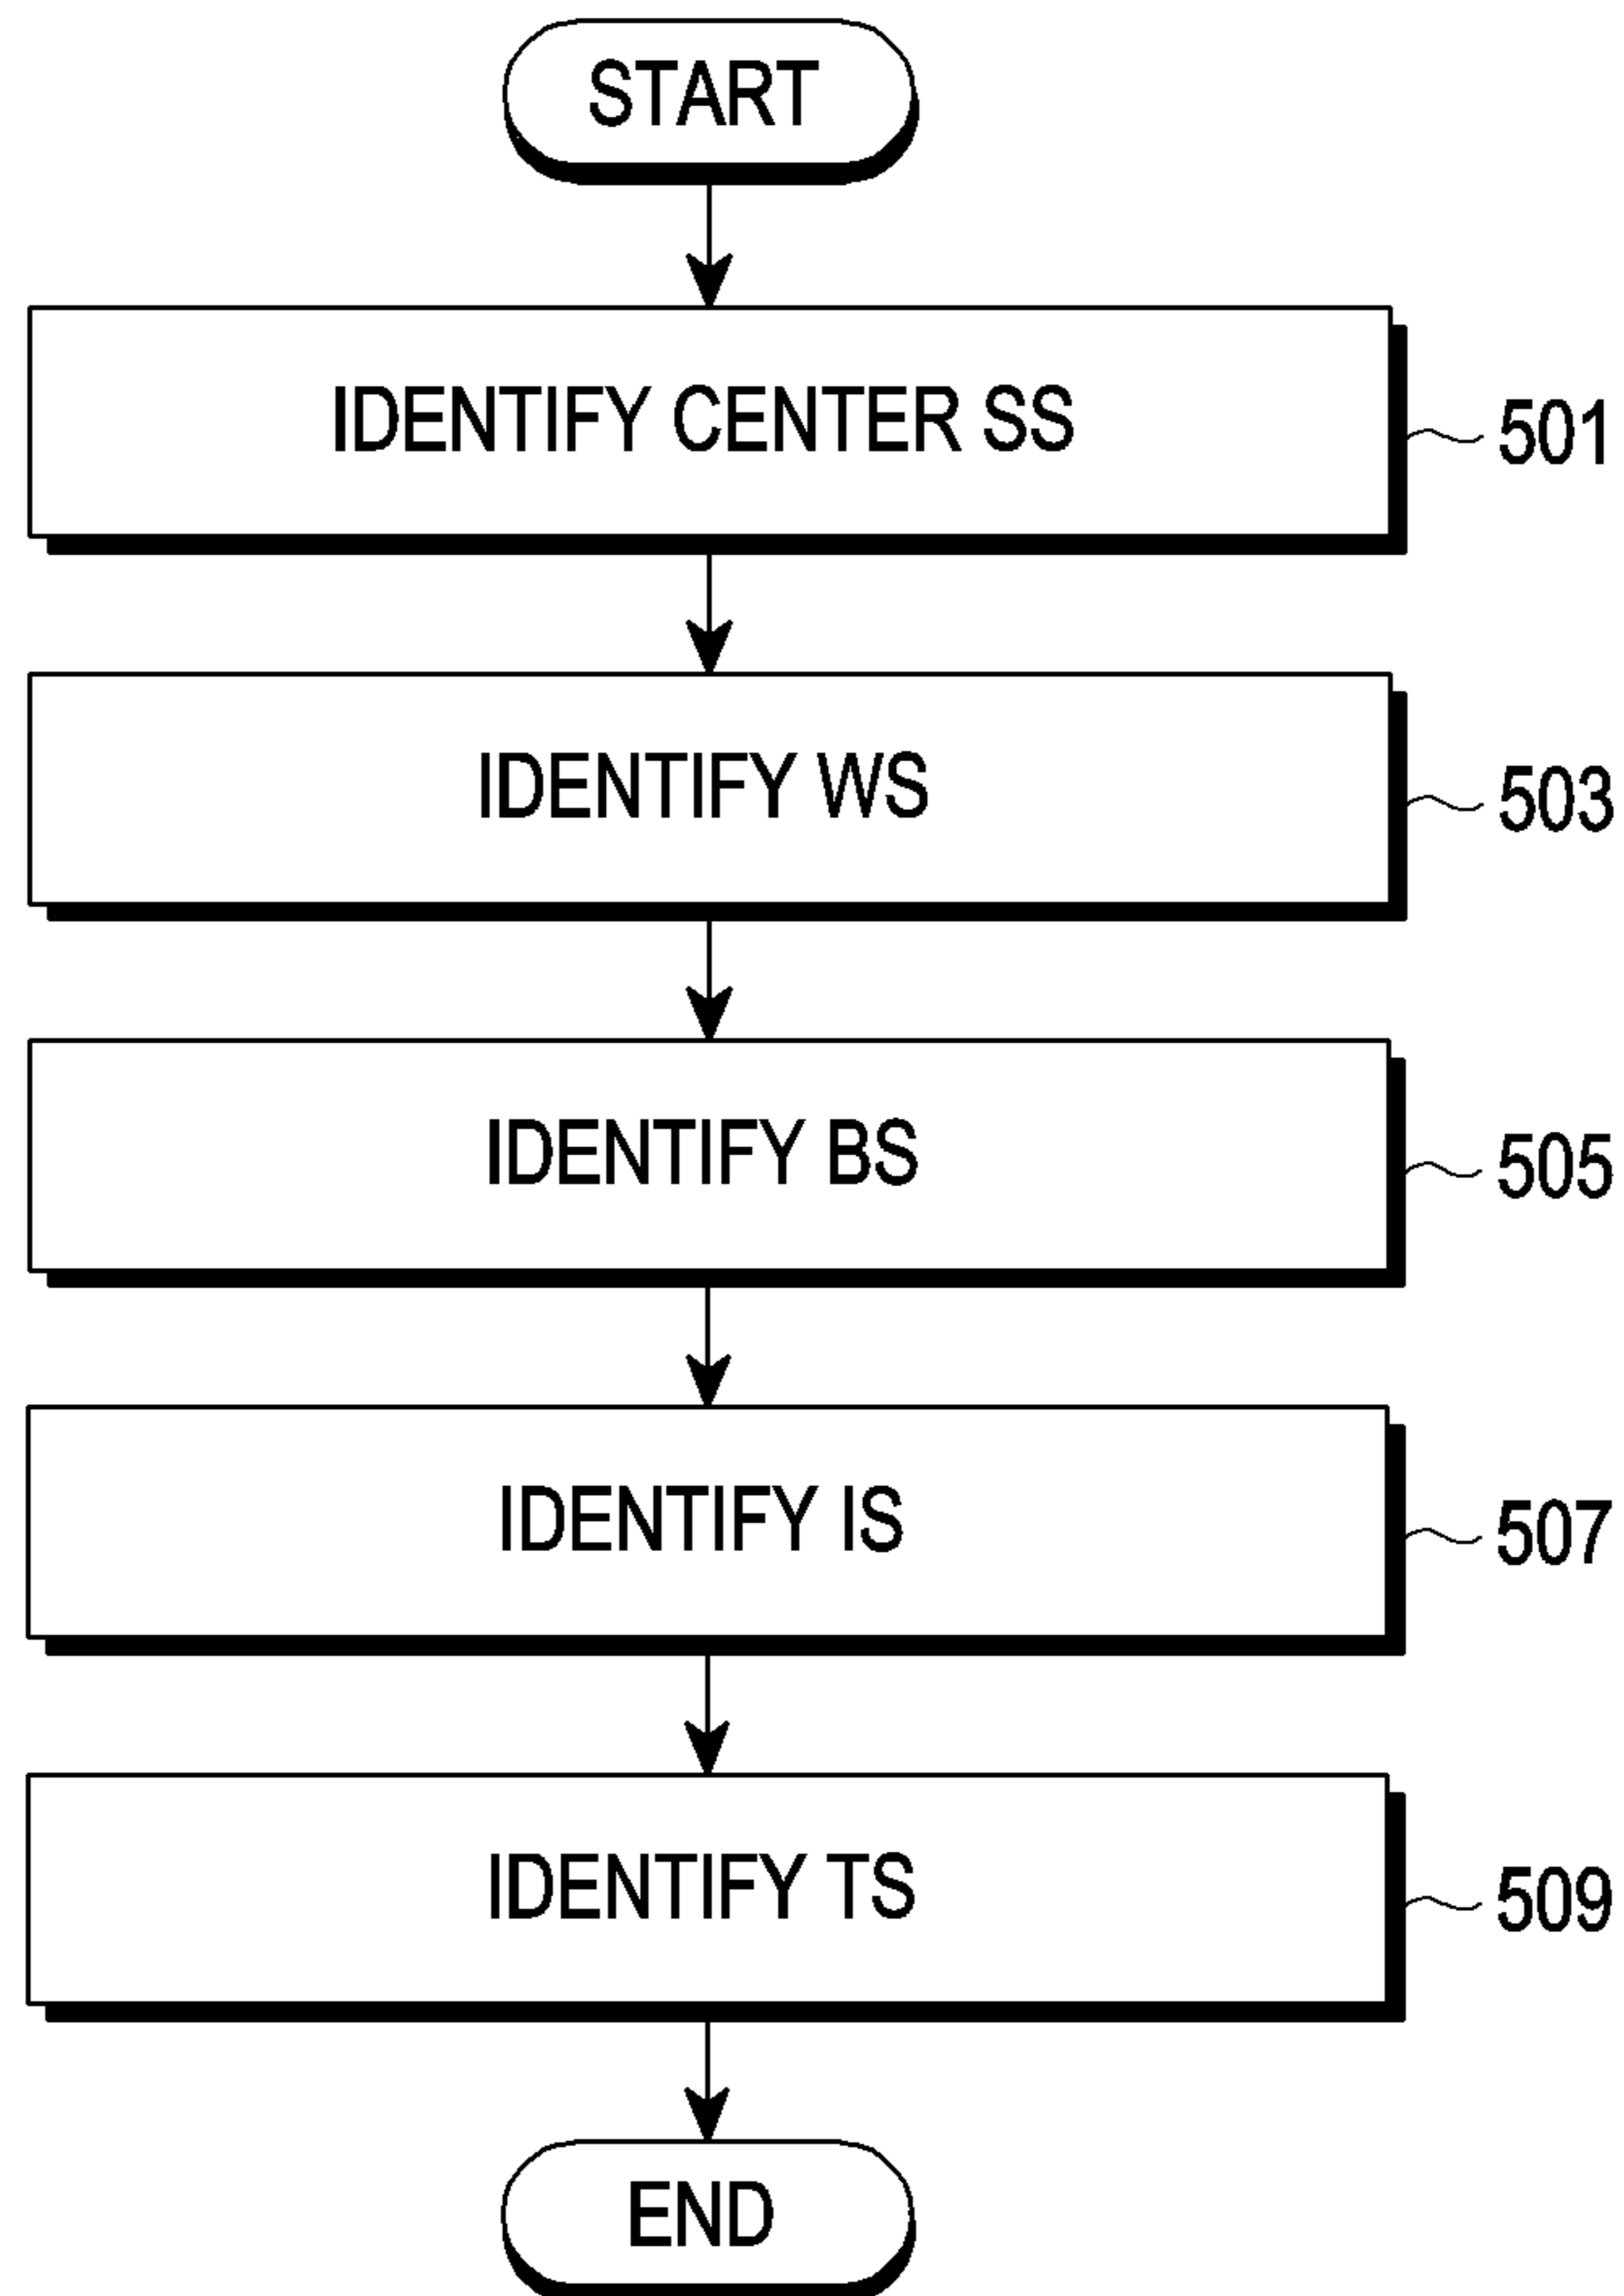 START
IDENTIFY CENTER SS
501
IDENTIFY WS
503
IDENTIFY BS
505
IDENTIFY IS
507
IDENTIFY TS
509
END